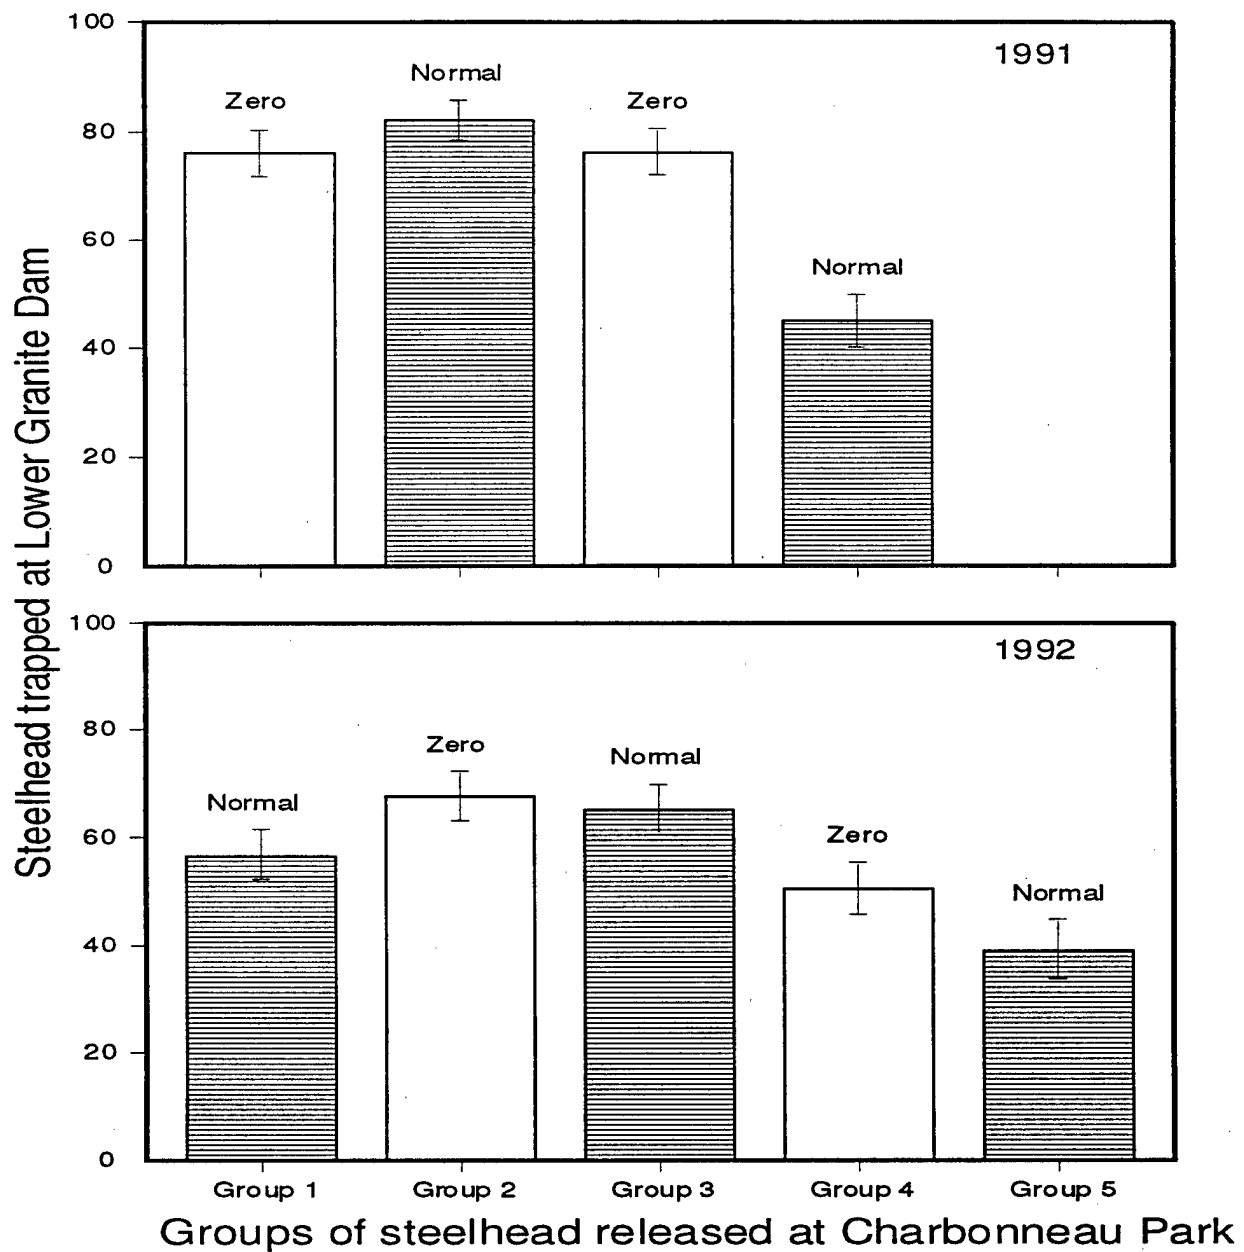 Steelhead trapped at Lower Granite Dam
100
80
60
40
20
0
1991
Zero
Normal
Zero
Normal
100
80
60
40
20
0
1992
Normal
Zero
Normal
Zero
Normal
Group 1 Group 2 Group 3 Group 4 Group 5
Groups of steelhead released at Charbonneau Park